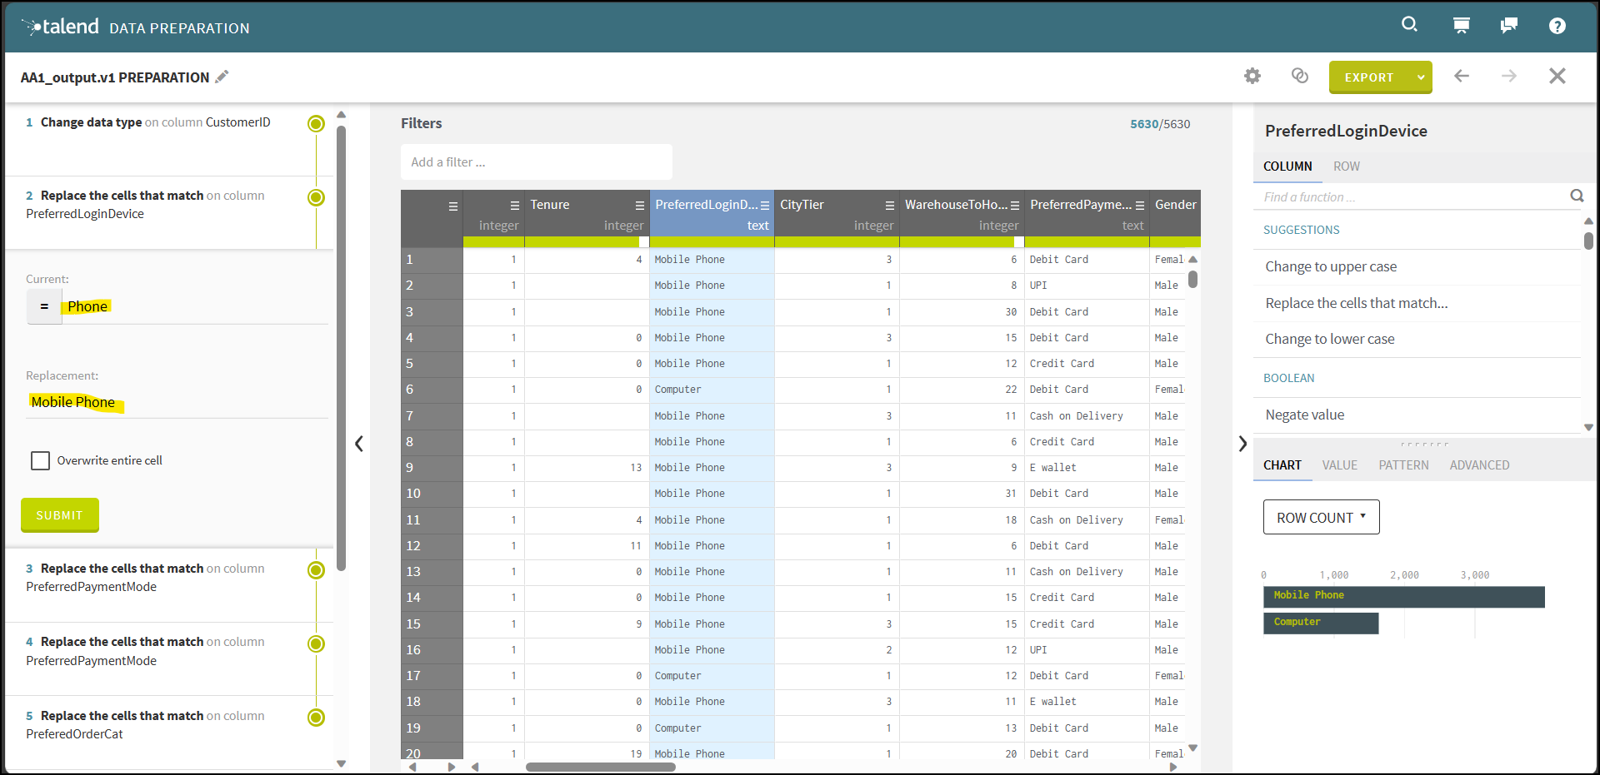 talend DATA PREPARATION
AA1_output.v1 PREPARATION
EXPORT
1 Change data type on column CustomerID
2 Replace the cells that match on column
PreferredLoginDevice
Current:
= Phone
Replacement:
Mobile Phone
Overwrite entire cell
SUBMIT
3 Replace the cells that match on column
PreferredPaymentMode
4 Replace the cells that match on column
PreferredPaymentMode
5 Replace the cells that match on column
PreferedOrderCat
Filters 5630/5630
Add a filter ...
Tenure PreferredLoginD... CityTier WarehouseToHo... PreferredPayme... Gender
integer integer text integer integer text
1 1 4 Mobile Phone 3 6 Debit Card Femal
2 1 Mobile Phone 1 8 UPI Male
3 1 Mobile Phone 1 30 Debit Card Male
4 1 0 Mobile Phone 3 15 Debit Card Male
5 1 0 Mobile Phone 1 12 Credit Card Male
6 1 0 Computer 1 22 Debit Card Femal
7 1 Mobile Phone 3 11 Cash on Delivery Male
8 1 Mobile Phone 1 6 Credit Card Male
9 1 13 Mobile Phone 3 9 E wallet Male
10 1 Mobile Phone 1 31 Debit Card Male
11 1 4 Mobile Phone 1 18 Cash on Delivery Femal
12 1 11 Mobile Phone 1 6 Debit Card Male
13 1 0 Mobile Phone 1 11 Cash on Delivery Male
14 1 0 Mobile Phone 1 15 Credit Card Male
15 1 9 Mobile Phone 3 15 Credit Card Male
16 1 Mobile Phone 2 12 UPI Male
17 1 0 Computer 1 12 Debit Card Femal
18 1 0 Mobile Phone 3 11 E wallet Male
19 1 0 Computer 1 13 Debit Card Male
20 1 19 Mobile Phone 1 20 Debit Card Femal
PreferredLoginDevice
COLUMN ROW
Find a function ...
SUGGESTIONS
Change to upper case
Replace the cells that match...
Change to lower case
BOOLEAN
Negate value
CHART VALUE PATTERN ADVANCED
ROW COUNT
0 1,000 2,000 3,000
Mobile Phone
Computer